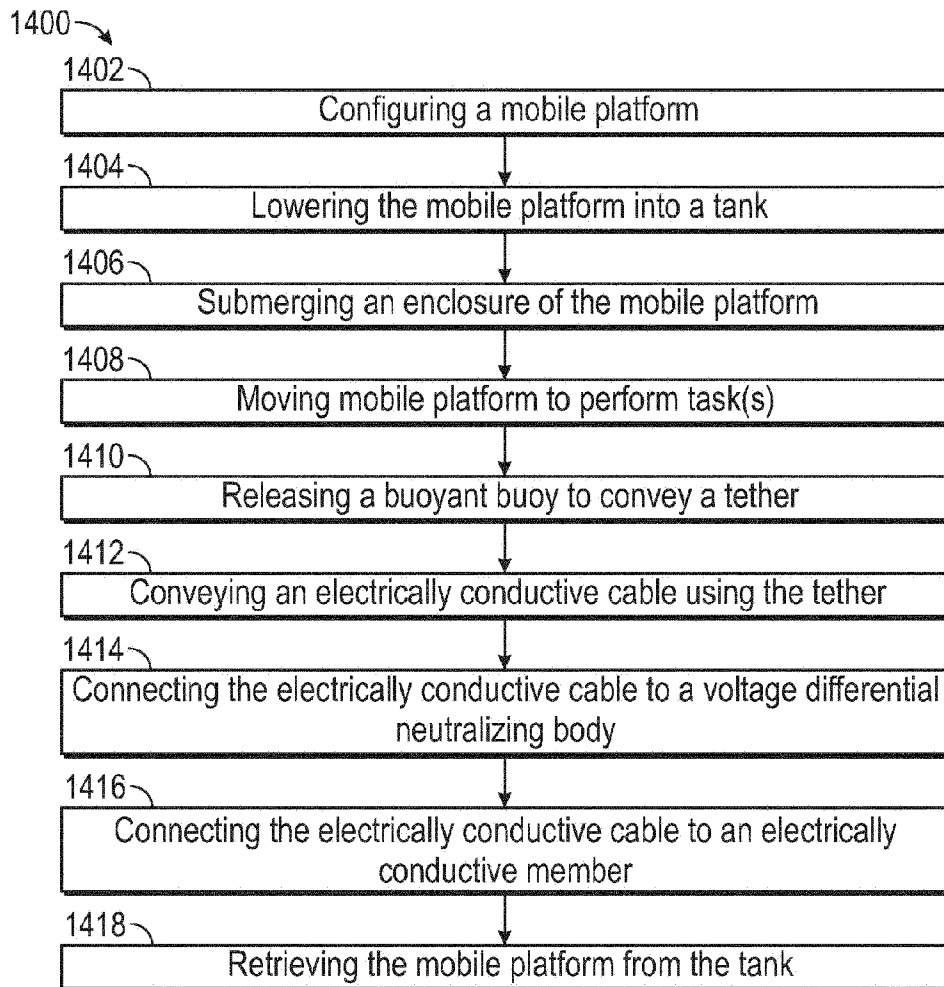 1400
1402
Configuring a mobile platform
1404
Lowering the mobile platform into a tank
1406
Submerging an enclosure of the mobile platform
1408
Moving mobile platform to perform task(s)
1410
Releasing a buoyant buoy to convey a tether
1412
Conveying an electrically conductive cable using the tether
1414
Connecting the electrically conductive cable to a voltage differential
neutralizing body
1416
Connecting the electrically conductive cable to an electrically
conductive member
1418
Retrieving the mobile platform from the tank